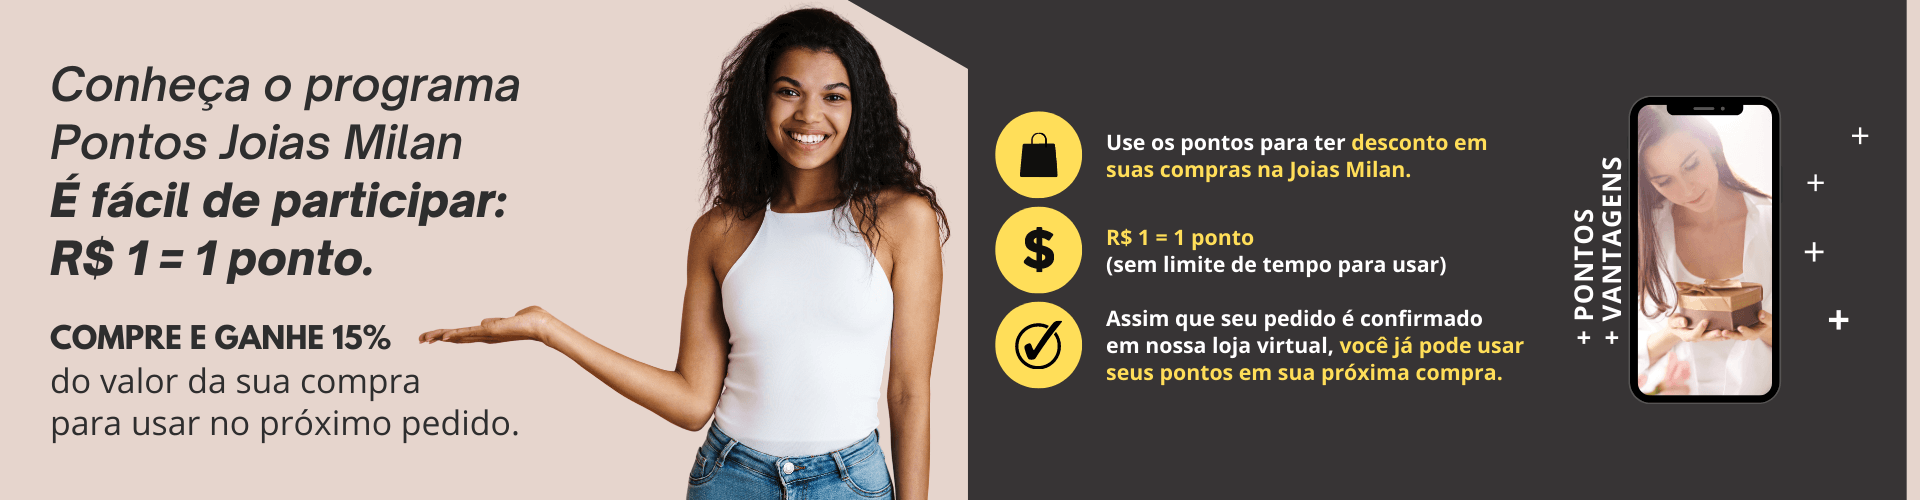 Conheça o programa
Pontos Joias Milan
É fácil de participar:
R$ 1 = 1 ponto.
COMPRE E GANHE 15%
do valor da sua compra
para usar no próximo pedido.
Use os pontos para ter desconto em
suas compras na Joias Milan.
R$ 1 = 1 ponto
(sem limite de tempo para usar)
Assim que seu pedido é confirmado
em nossa loja virtual, você já pode usar
seus pontos em sua próxima compra.
+ PONTOS
+ VANTAGENS